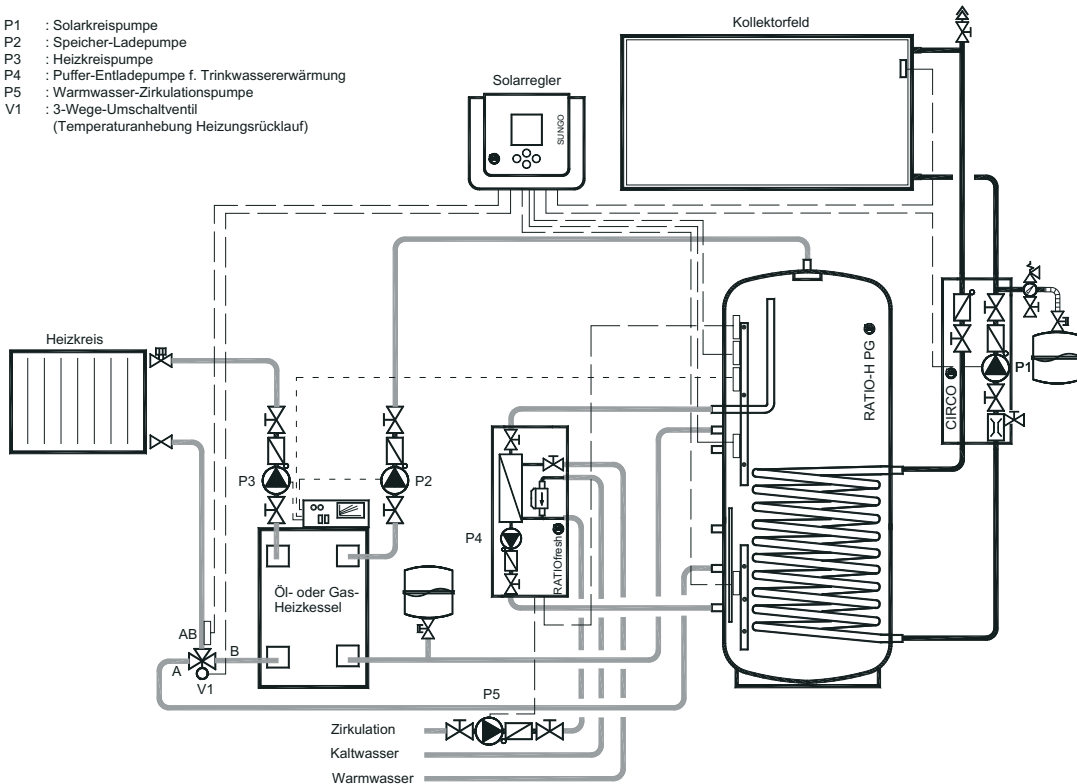 P1 : Solarkreispumpe
P2 : Speicher-Ladepumpe
P3 : Heizkreispumpe
P4 : Puffer-Entladepumpe f. Trinkwassererwärmung
P5 : Warmwasser-Zirkulationspumpe
V1 : 3-Wege-Umschaltventil
(Temperaturanhebung Heizungsrücklauf)
Kollektorfeld
Solarregler
SUNGO
Heizkreis
RATIO-H PG
CIRCO
P1
P3
P2
P4
RATIOfresh
Öl- oder Gas-
Heizkessel
AB
B
A
V1
P5
Zirkulation
Kaltwasser
Warmwasser